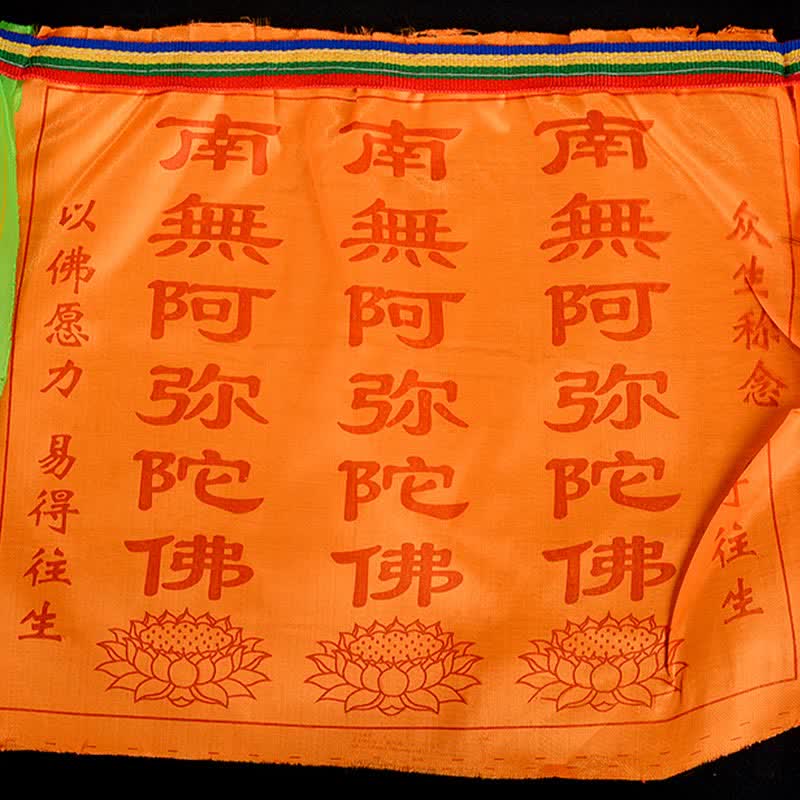 众生称念 往生
南無阿弥陀佛
南無阿弥陀佛
南無阿弥陀佛
以佛愿力 易得往生